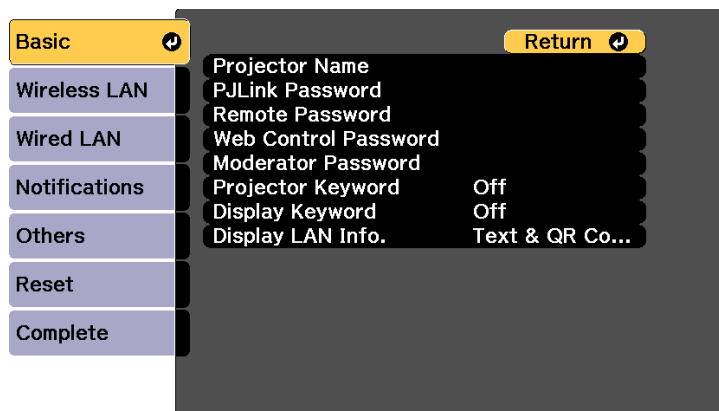 Basic
Wireless LAN
Wired LAN
Notifications
Others
Reset
Complete
Return
Projector Name
PJLink Password
Remote Password
Web Control Password
Moderator Password
Projector Keyword Off
Display Keyword Off
Display LAN Info. Text & QR Co...